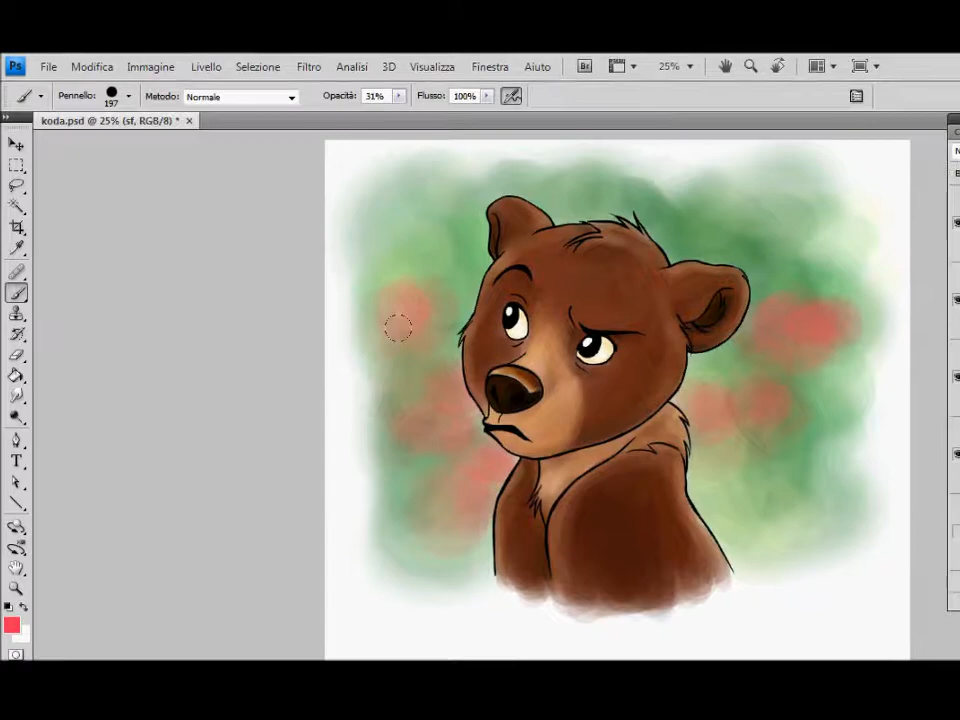 Ps File Modifica Immagine Livello Selezione Filtro Analisi 3D Visualizza Finestra Aiuto Br 25%
Pennello: 197 Metodo: Normale Opacità: 31% Flusso: 100%
koda.psd @ 25% (sf, RGB/8) *
T